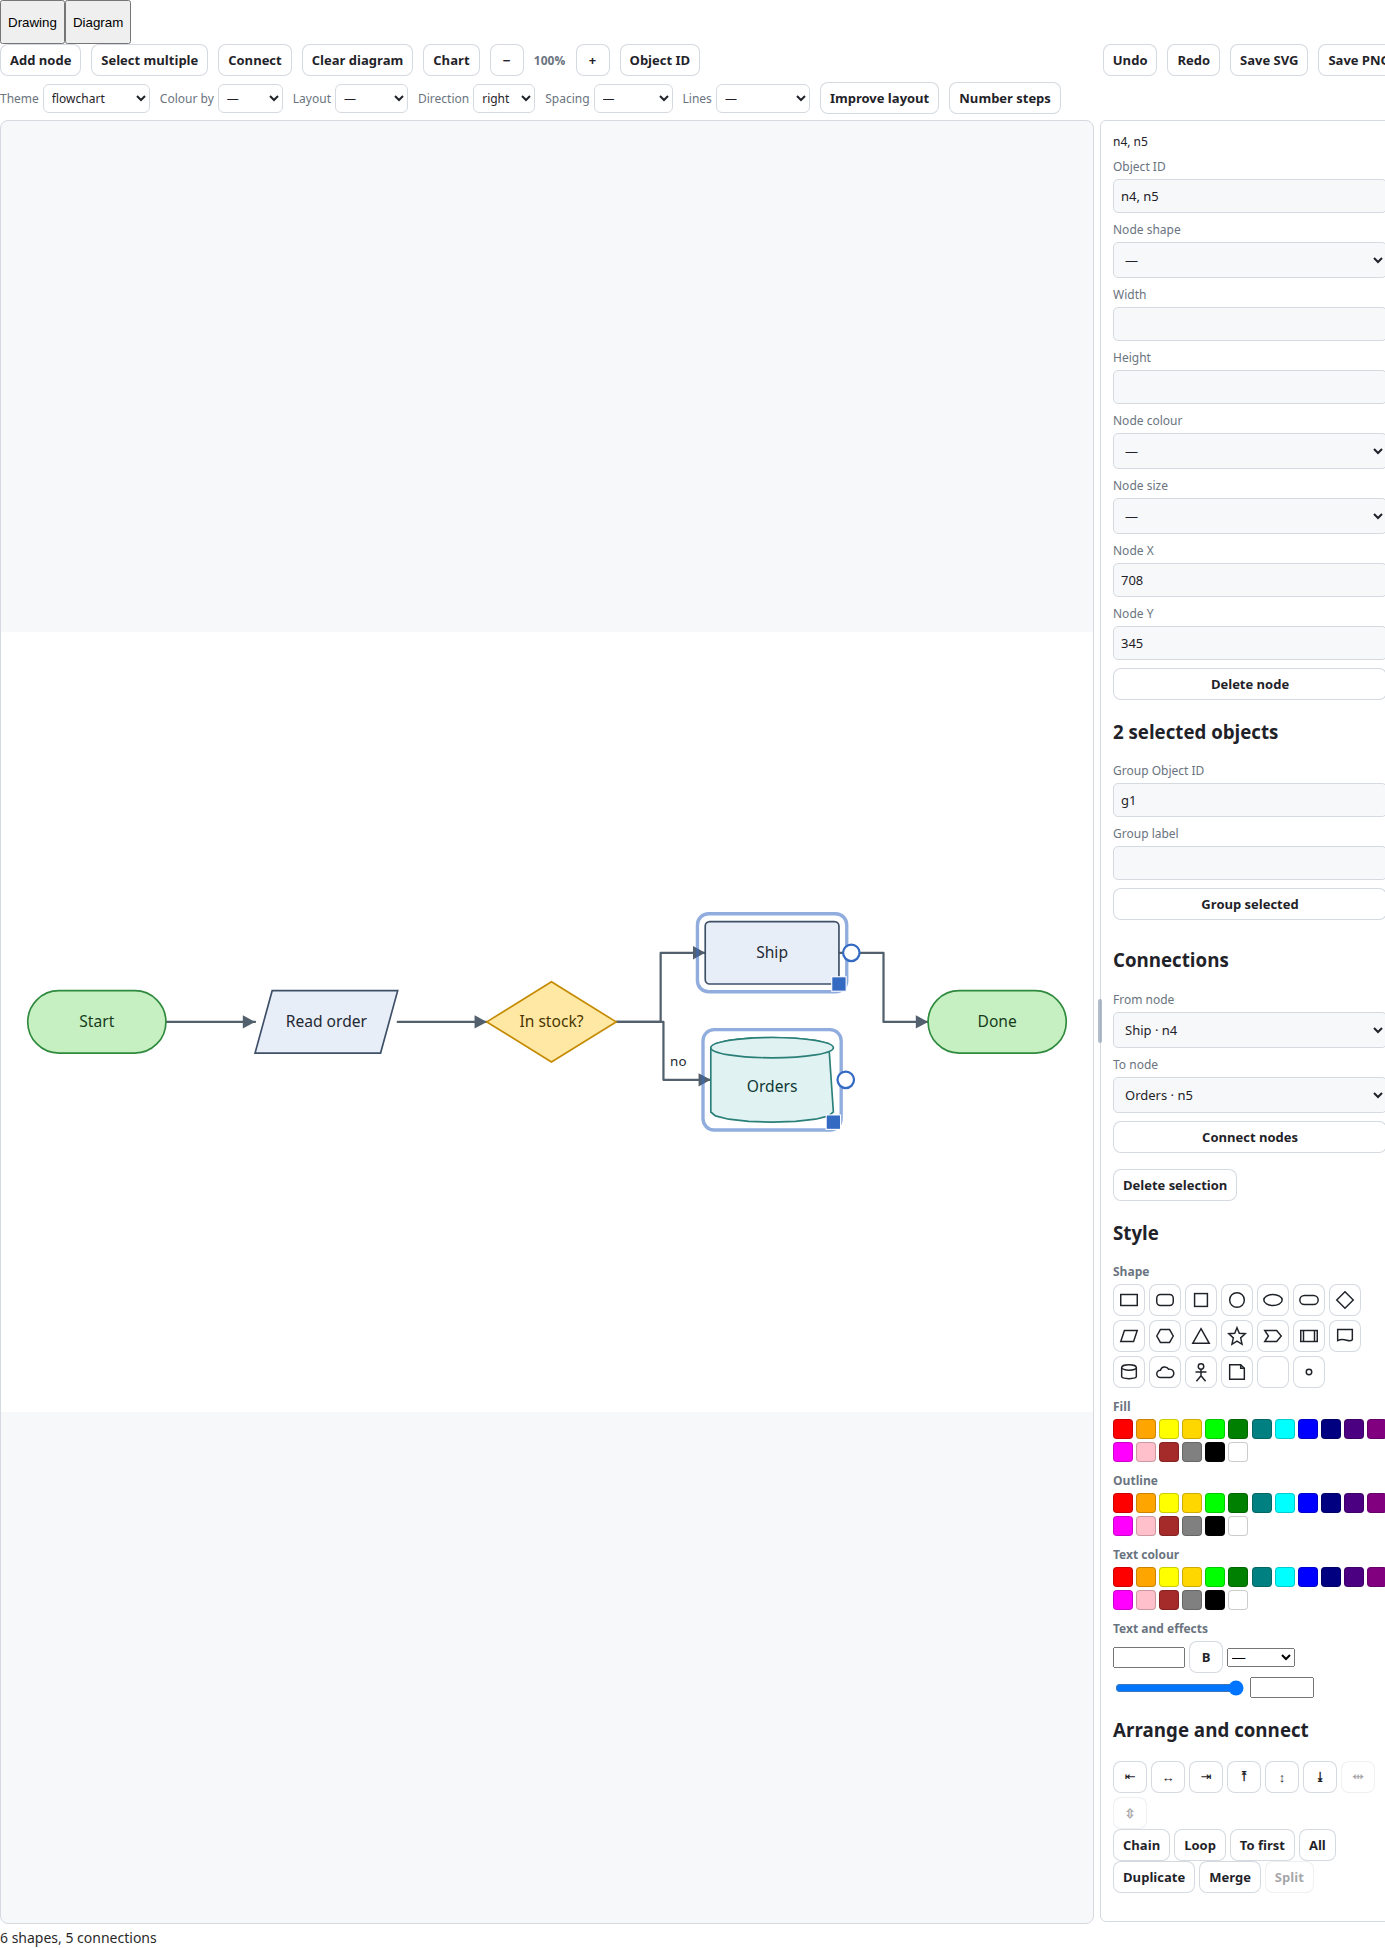 Drawing Diagram
Add node Select multiple Connect Clear diagram Chart − 100% + Object ID Undo Redo Save SVG Save PNG
Theme flowchart Colour by — Layout — Direction right Spacing — Lines — Improve layout Number steps
n4, n5
Object ID
n4, n5
Node shape
—
Width
Height
Node colour
—
Node size
—
Node X
708
Node Y
345
Delete node
2 selected objects
Group Object ID
g1
Group label
Group selected
Connections
From node
Ship · n4
To node
Orders · n5
Connect nodes
Delete selection
Style
Shape
Fill
Outline
Text colour
Text and effects
B —
Arrange and connect
⇤ ↔ ⇥ ⤒ ↕ ⤓ ⇹
⇳
Chain Loop To first All
Duplicate Merge Split
Ship
Start Read order In stock? Done
no
Orders
6 shapes, 5 connections